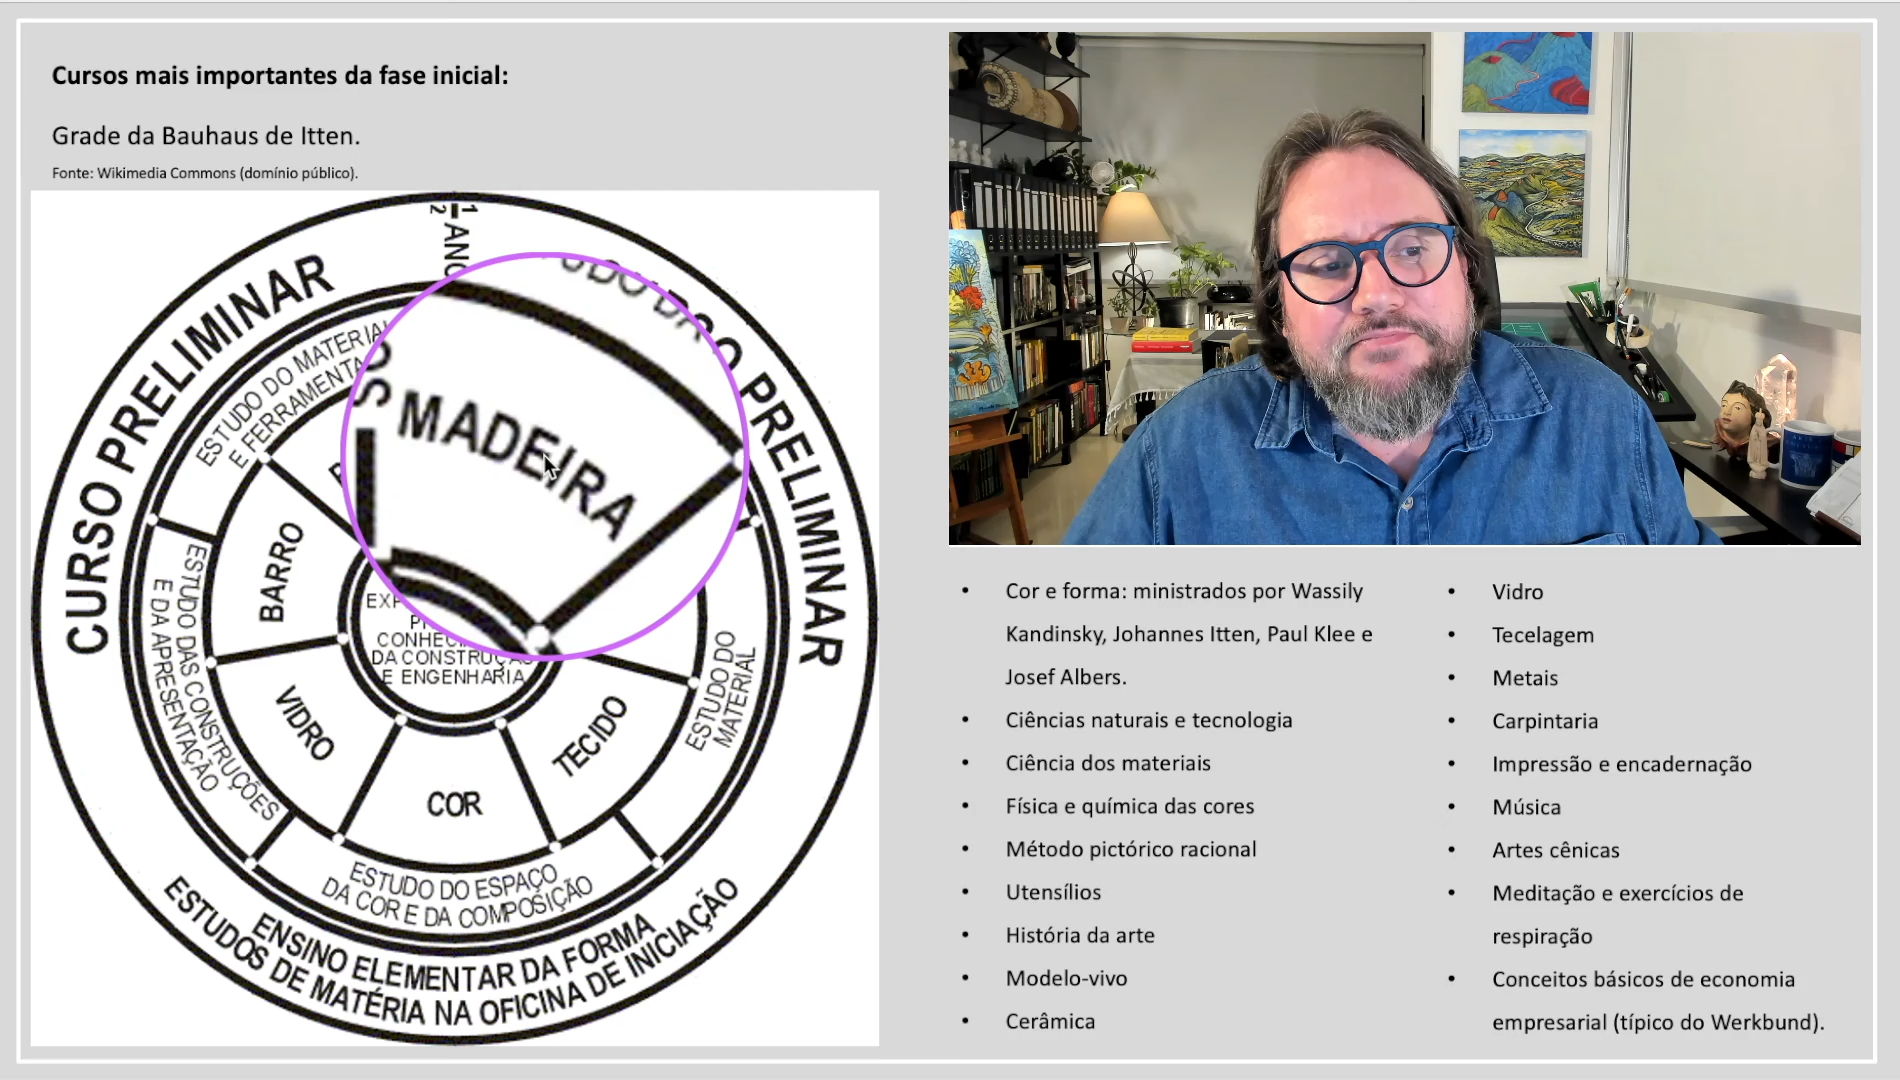 Cursos mais importantes da fase inicial:
Grade da Bauhaus de Itten.
Fonte: Wikimedia Commons (domínio público).
CURSO PRELIMINAR
1
2
ANO
O PRELIMINAR
ESTUDO DO MATERIAL
E FERRAMENTA
MADEIRA
BARRO
VIDRO
COR
TECIDO
DA CONSTRUÇÃO
E ENGENHARIA
ESTUDO DAS CONSTRUÇÕES
E DA APRESENTAÇÃO
ESTUDO DO
MATERIAL
ESTUDO DO ESPAÇO
DA COR E DA COMPOSIÇÃO
ENSINO ELEMENTAR DA FORMA
ESTUDOS DE MATÉRIA NA OFICINA DE INICIAÇÃO
• Cor e forma: ministrados por Wassily
Kandinsky, Johannes Itten, Paul Klee e
Josef Albers.
• Ciências naturais e tecnologia
• Ciência dos materiais
• Física e química das cores
• Método pictórico racional
• Utensílios
• História da arte
• Modelo-vivo
• Cerâmica
• Vidro
• Tecelagem
• Metais
• Carpintaria
• Impressão e encadernação
• Música
• Artes cênicas
• Meditação e exercícios de
respiração
• Conceitos básicos de economia
empresarial (típico do Werkbund).